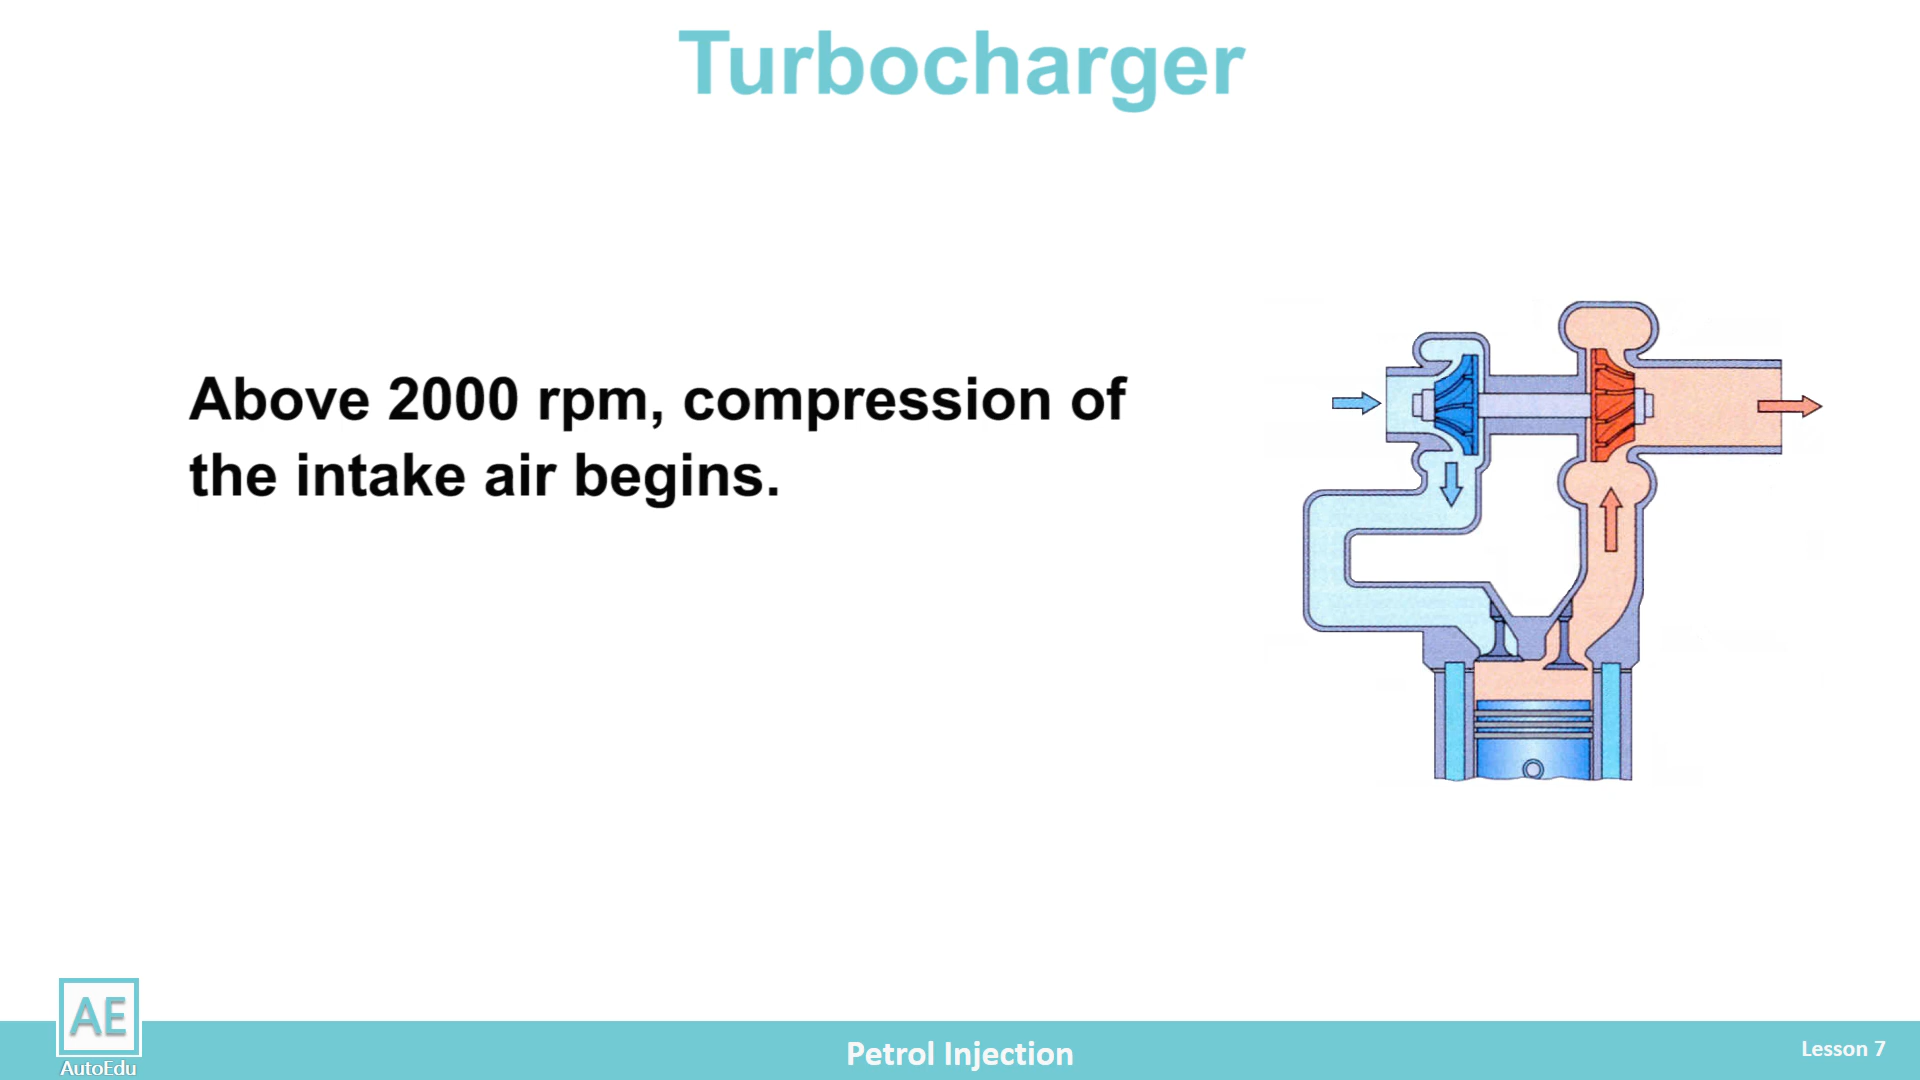 Turbocharger
Above 2000 rpm, compression of
the intake air begins.
AE
AutoEdu
Petrol Injection
Lesson 7